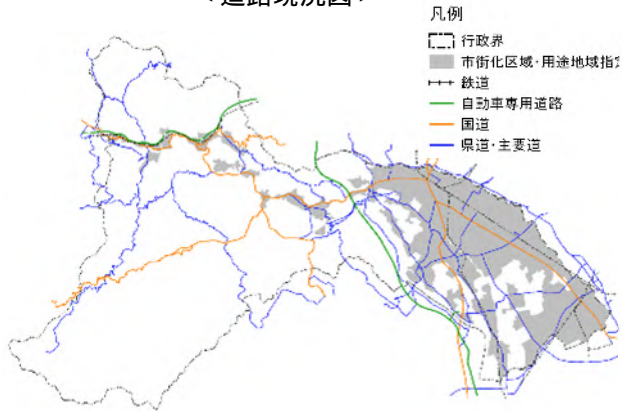 <道路現況図>
凡例
行政界
市街化区域・用途地域指定
鉄道
自動車専用道路
国道
県道・主要道